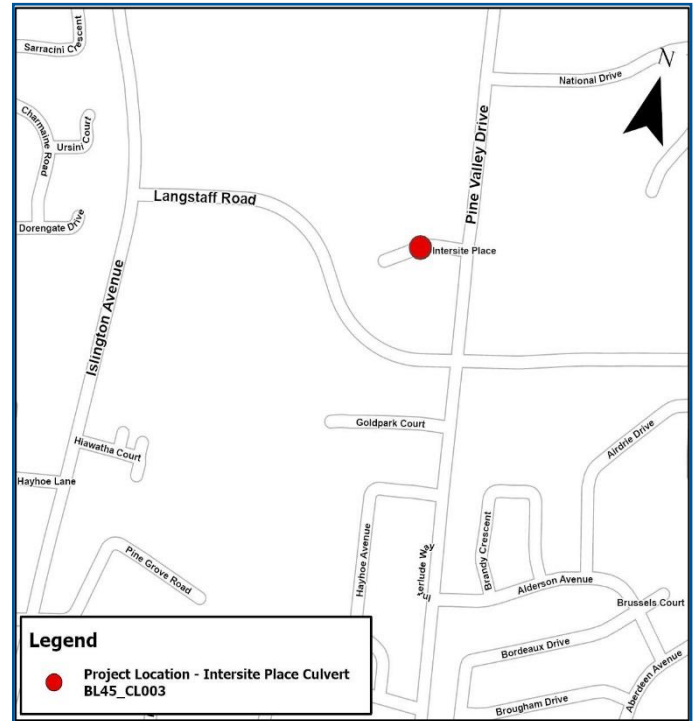 Sarracini Crescent
National Drive
N
Charmaine Road
Ursini Court
Pine Valley Drive
Langstaff Road
Dorengate Drive
Intersite Place
Islington Avenue
Goldpark Court
Airdrie Drive
Hiawatha Court
Hayhoe Lane
Hayhoe Avenue
Brandy Crescent
Pine Grove Road
Way
Alderson Avenue
Brussels Court
Bordeaux Drive
Aberdeen Avenue
Brougham Drive
Legend
Project Location - Intersite Place Culvert
BL45_CL003